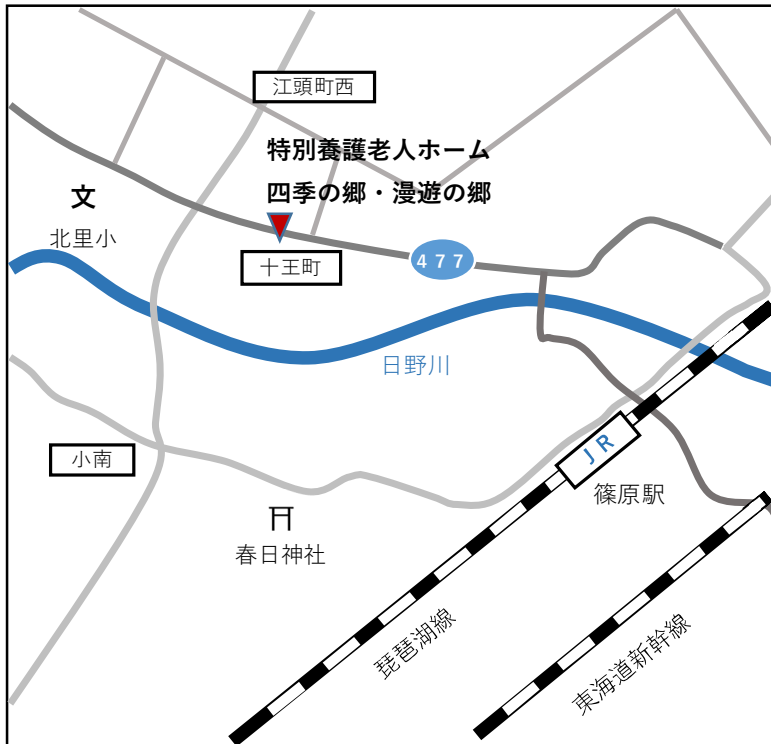 江頭町西
特別養護老人ホーム
四季の郷・漫遊の郷
文
北里小
十王町
477
日野川
小南
JR
篠原駅
春日神社
琵琶湖線
東海道新幹線